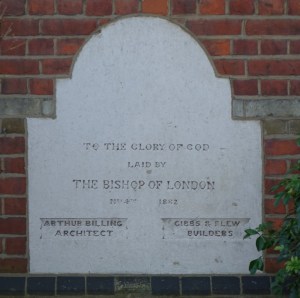 TO THE GLORY OF GOD
LAID BY
THE BISHOP OF LONDON
ARTHUR BILLING
ARCHITECT
GIBBS & FLEW
BUILDERS